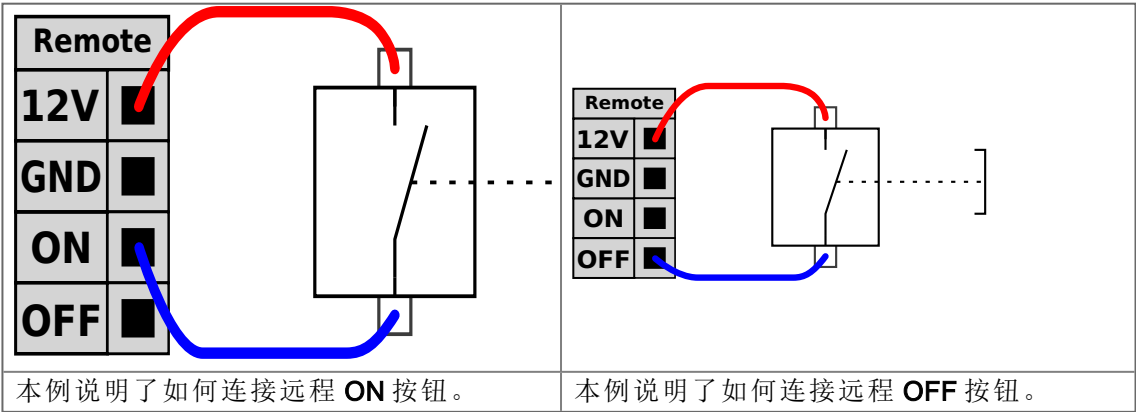 Remote
12V
GND
ON
OFF
本例说明了如何连接远程 ON 按钮。
Remote
12V
GND
ON
OFF
本例说明了如何连接远程 OFF 按钮。